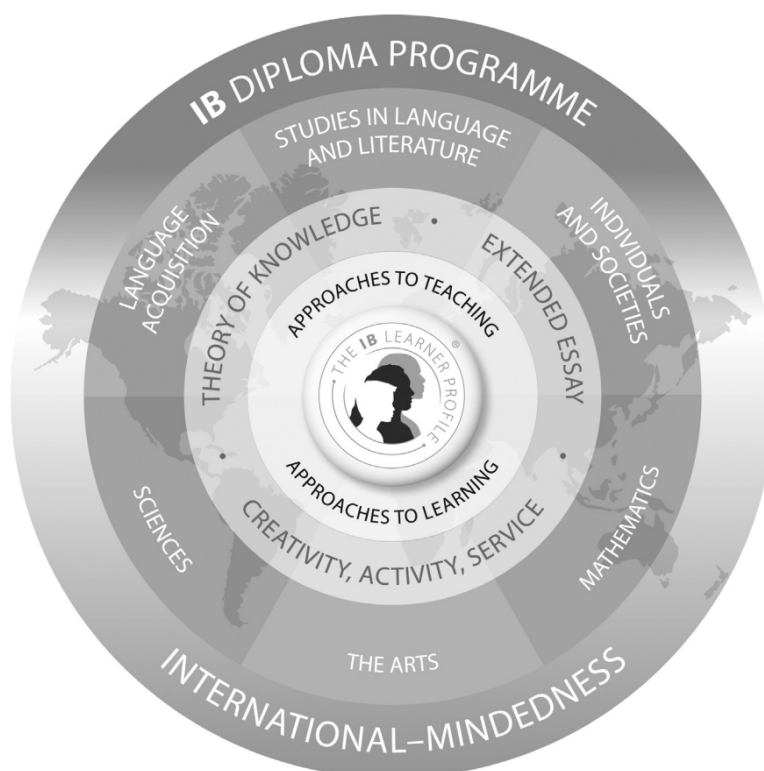 IB DIPLOMA PROGRAMME
STUDIES IN LANGUAGE
AND LITERATURE
LANGUAGE
ACQUISITION
INDIVIDUALS
AND SOCIETIES
THEORY OF KNOWLEDGE
•
EXTENDED ESSAY
APPROACHES TO TEACHING
• THE IB LEARNER PROFILE •
®
APPROACHES TO LEARNING
•
•
CREATIVITY, ACTIVITY, SERVICE
SCIENCES
MATHEMATICS
THE ARTS
INTERNATIONAL–MINDEDNESS